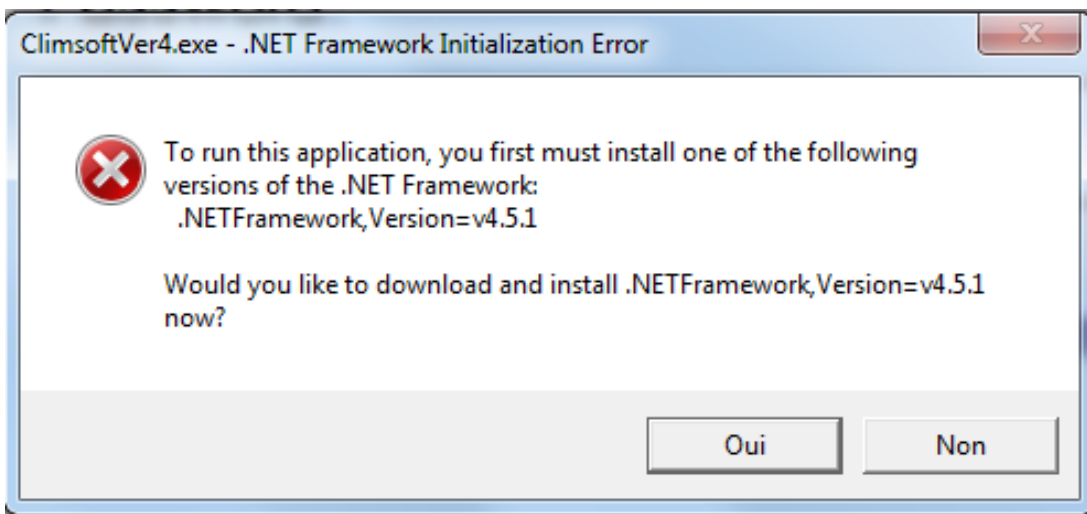 ClimsoftVer4.exe - .NET Framework Initialization Error
To run this application, you first must install one of the following
versions of the .NET Framework:
.NETFramework,Version=v4.5.1
Would you like to download and install .NETFramework,Version=v4.5.1
now?
Oui
Non